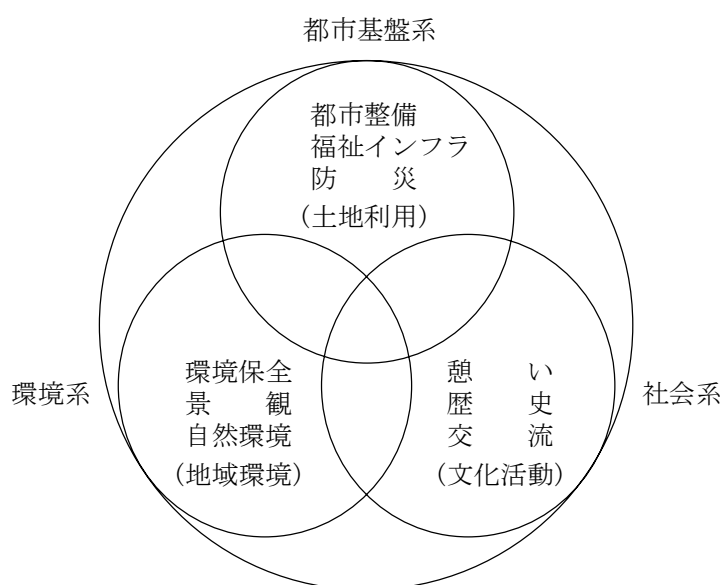 都市基盤系
都市整備
福祉インフラ
防　　災
(土地利用)
環境系
環境保全
景　　観
自然環境
(地域環境)
憩　　い
歴　　史
交　　流
(文化活動)
社会系